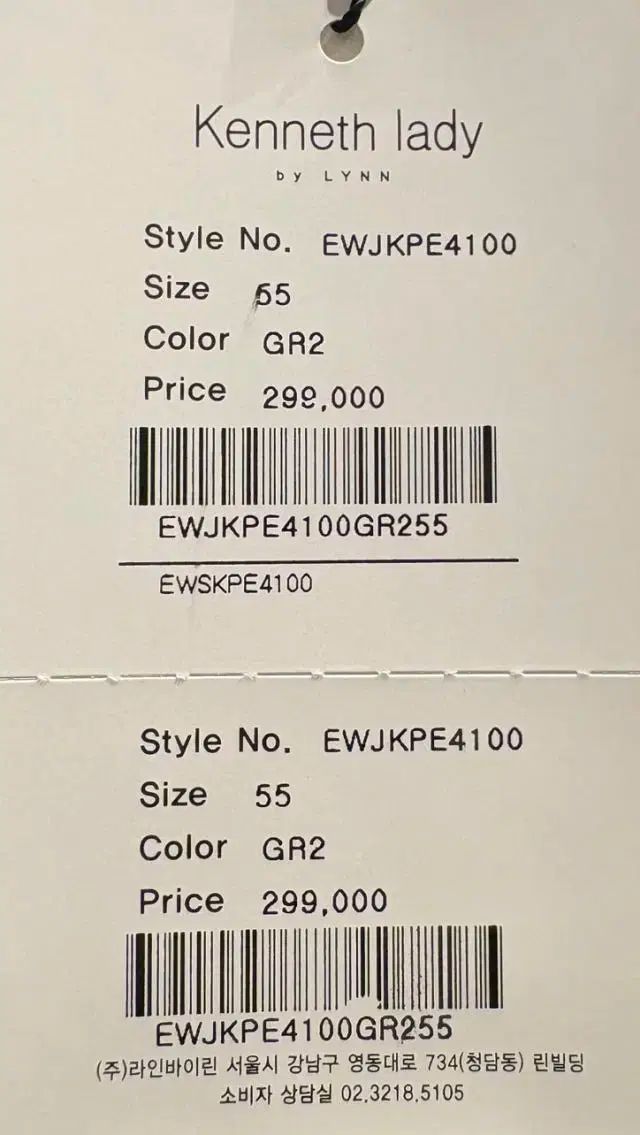 Kenneth lady
by LYNN
Style No. EWJKPE4100
Size 55
Color GR2
Price 299,000
EWJKPE4100GR255
EWSKPE4100
Style No. EWJKPE4100
Size 55
Color GR2
Price 299,000
EWJKPE4100GR255
(주)라인바이린 서울시 강남구 영동대로 734(청담동) 린빌딩
소비자 상담실 02.3218.5105